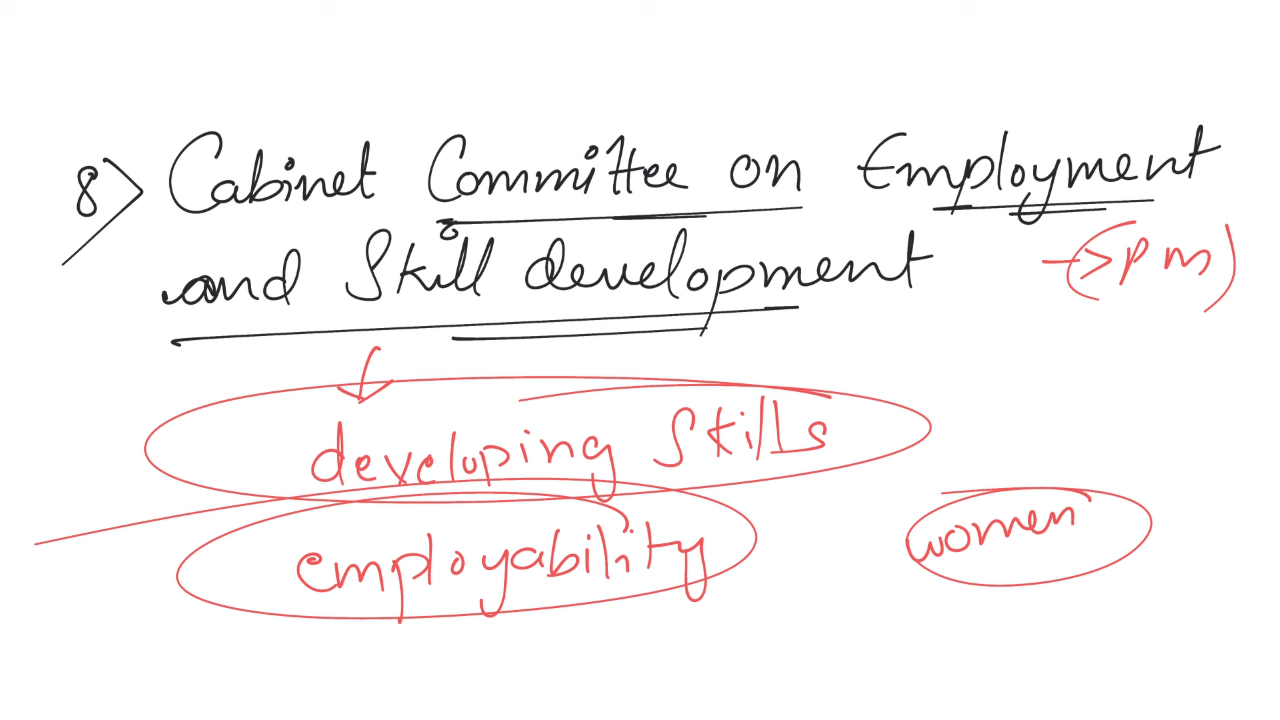 8) Cabinet Committee on Employment
and Skill development
(→ PM)
developing Skills
employability
women